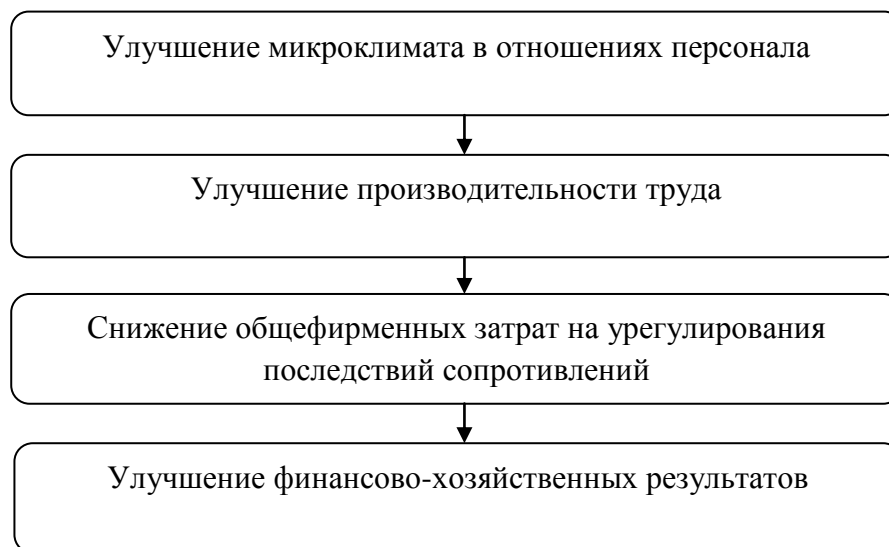 Улучшение микроклимата в отношениях персонала
Улучшение производительности труда
Снижение общефирменных затрат на урегулирования
последствий сопротивлений
Улучшение финансово-хозяйственных результатов